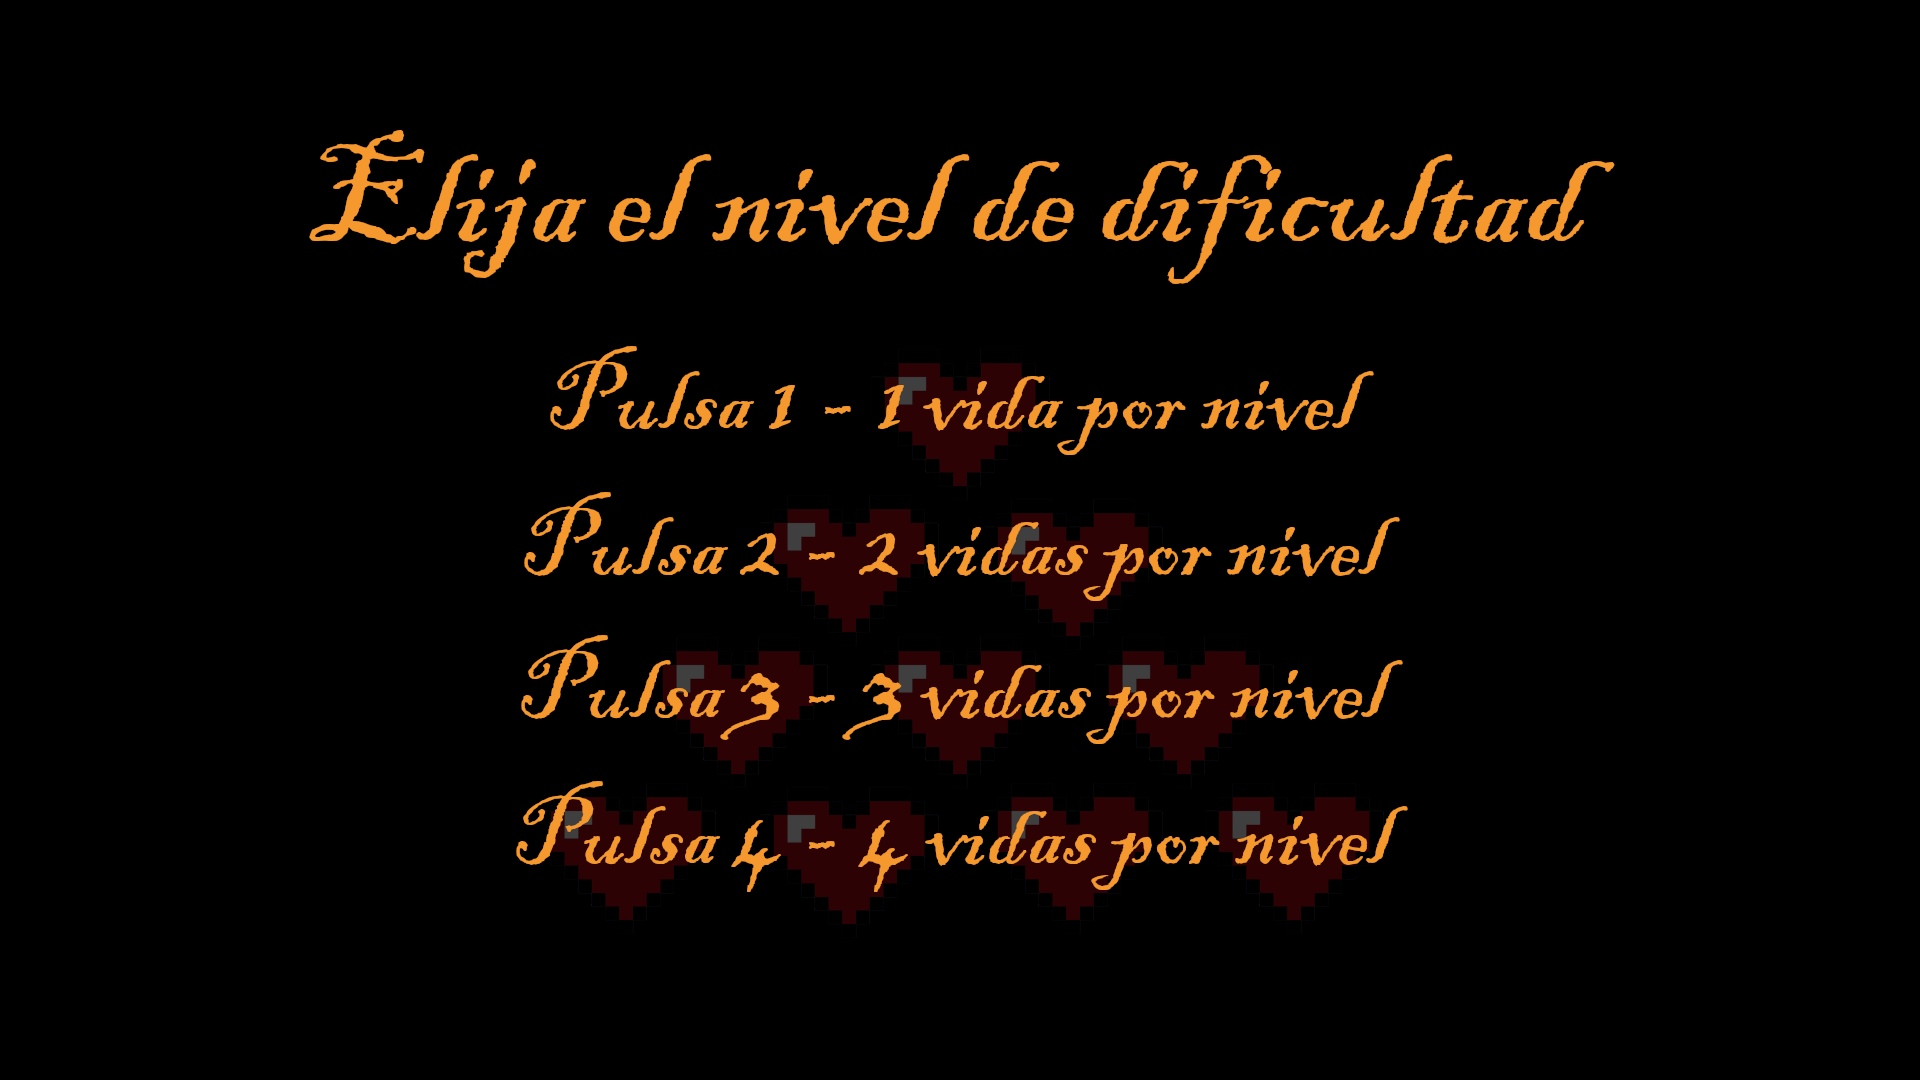 Elija el nivel de dificultad
Pulsa 1 - 1 vida por nivel
Pulsa 2 - 2 vidas por nivel
Pulsa 3 - 3 vidas por nivel
Pulsa 4 - 4 vidas por nivel